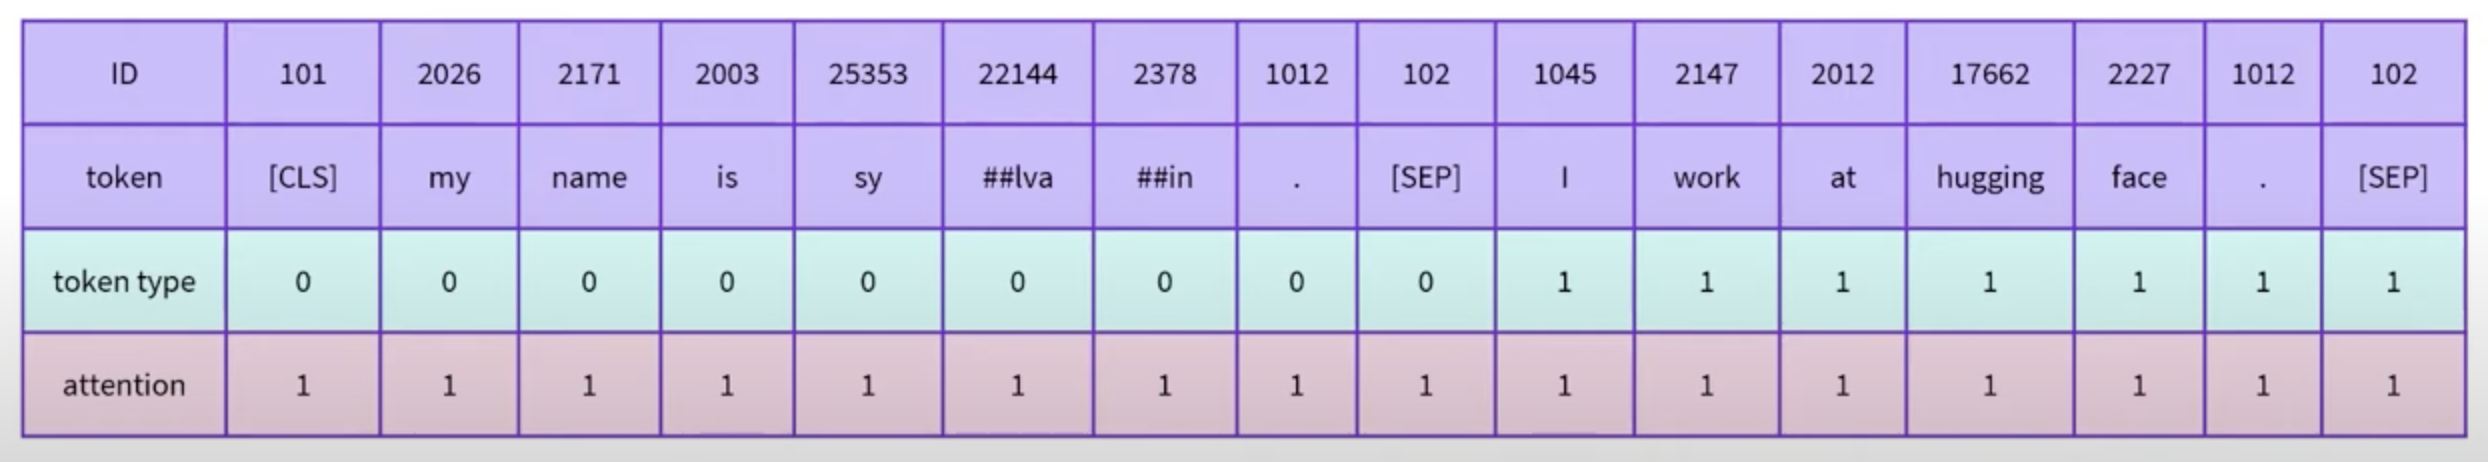 ID 101 2026 2171 2003 25353 22144 2378 1012 102 1045 2147 2012 17662 2227 1012 102
token [CLS] my name is sy ##lva ##in . [SEP] I work at hugging face . [SEP]
token type 0 0 0 0 0 0 0 0 0 1 1 1 1 1 1 1
attention 1 1 1 1 1 1 1 1 1 1 1 1 1 1 1 1